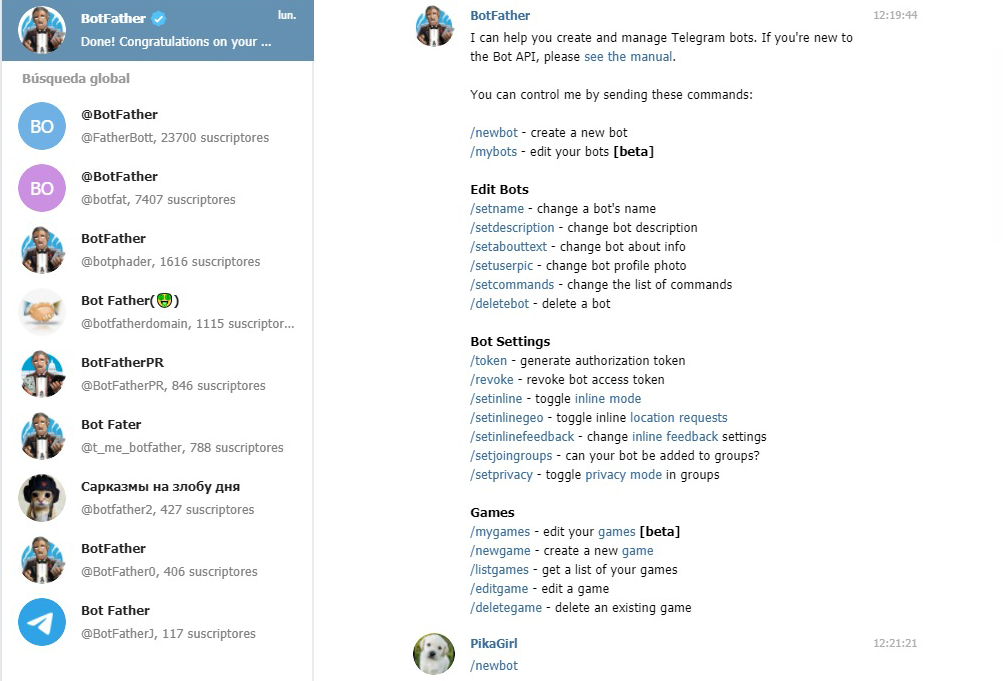 BotFather
lun.
Done! Congratulations on your ...
Búsqueda global
BO
@BotFather
@FatherBott, 23700 suscriptores
BO
@BotFather
@botfat, 7407 suscriptores
BotFather
@botphader, 1616 suscriptores
Bot Father(🤑)
@botfatherdomain, 1115 suscriptor...
BotFatherPR
@BotFatherPR, 846 suscriptores
Bot Fater
@t_me_botfather, 788 suscriptores
Сарказмы на злобу дня
@botfather2, 427 suscriptores
BotFather
@BotFather0, 406 suscriptores
Bot Father
@BotFatherJ, 117 suscriptores
BotFather
12:19:44
I can help you create and manage Telegram bots. If you're new to
the Bot API, please see the manual.
You can control me by sending these commands:
/newbot - create a new bot
/mybots - edit your bots [beta]
Edit Bots
/setname - change a bot's name
/setdescription - change bot description
/setabouttext - change bot about info
/setuserpic - change bot profile photo
/setcommands - change the list of commands
/deletebot - delete a bot
Bot Settings
/token - generate authorization token
/revoke - revoke bot access token
/setinline - toggle inline mode
/setinlinegeo - toggle inline location requests
/setinlinefeedback - change inline feedback settings
/setjoingroups - can your bot be added to groups?
/setprivacy - toggle privacy mode in groups
Games
/mygames - edit your games [beta]
/newgame - create a new game
/listgames - get a list of your games
/editgame - edit a game
/deletegame - delete an existing game
PikaGirl
12:21:21
/newbot